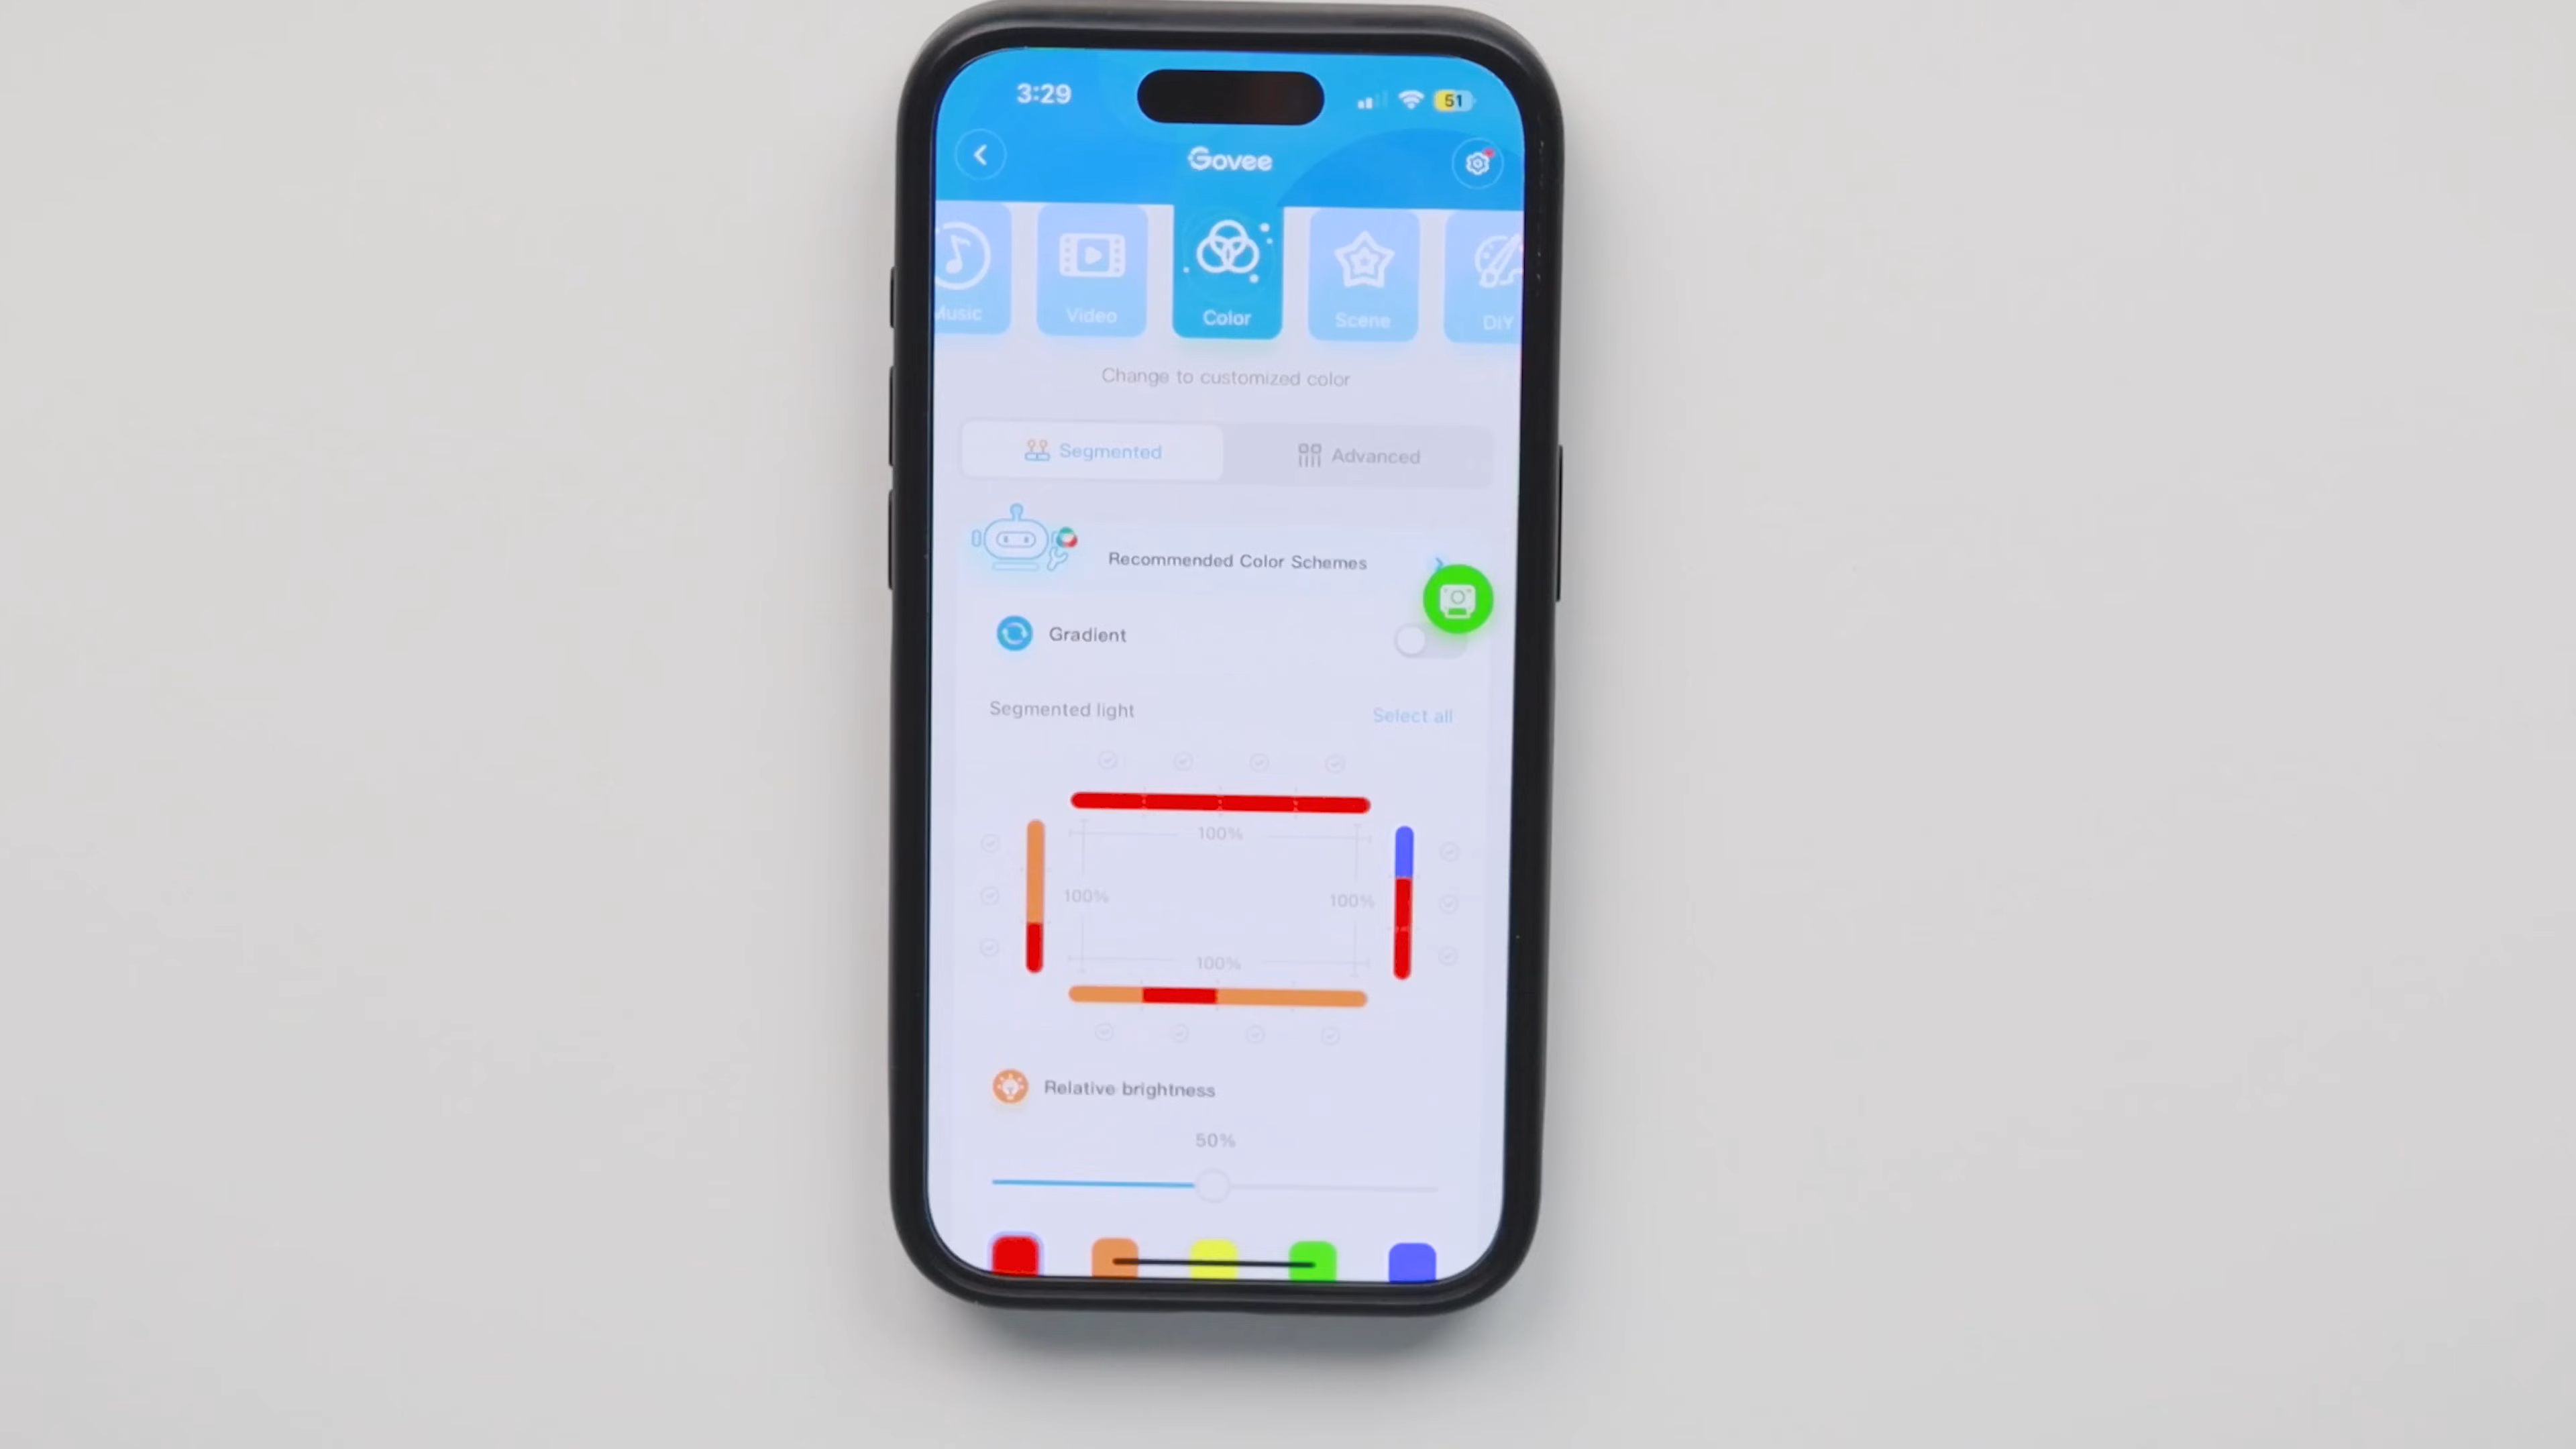 3:29
51
Govee
Music
Video
Color
Scene
DIY
Change to customized color
Segmented
Advanced
Recommended Color Schemes
Gradient
Segmented light
Select all
100%
100%
100%
100%
Relative brightness
50%